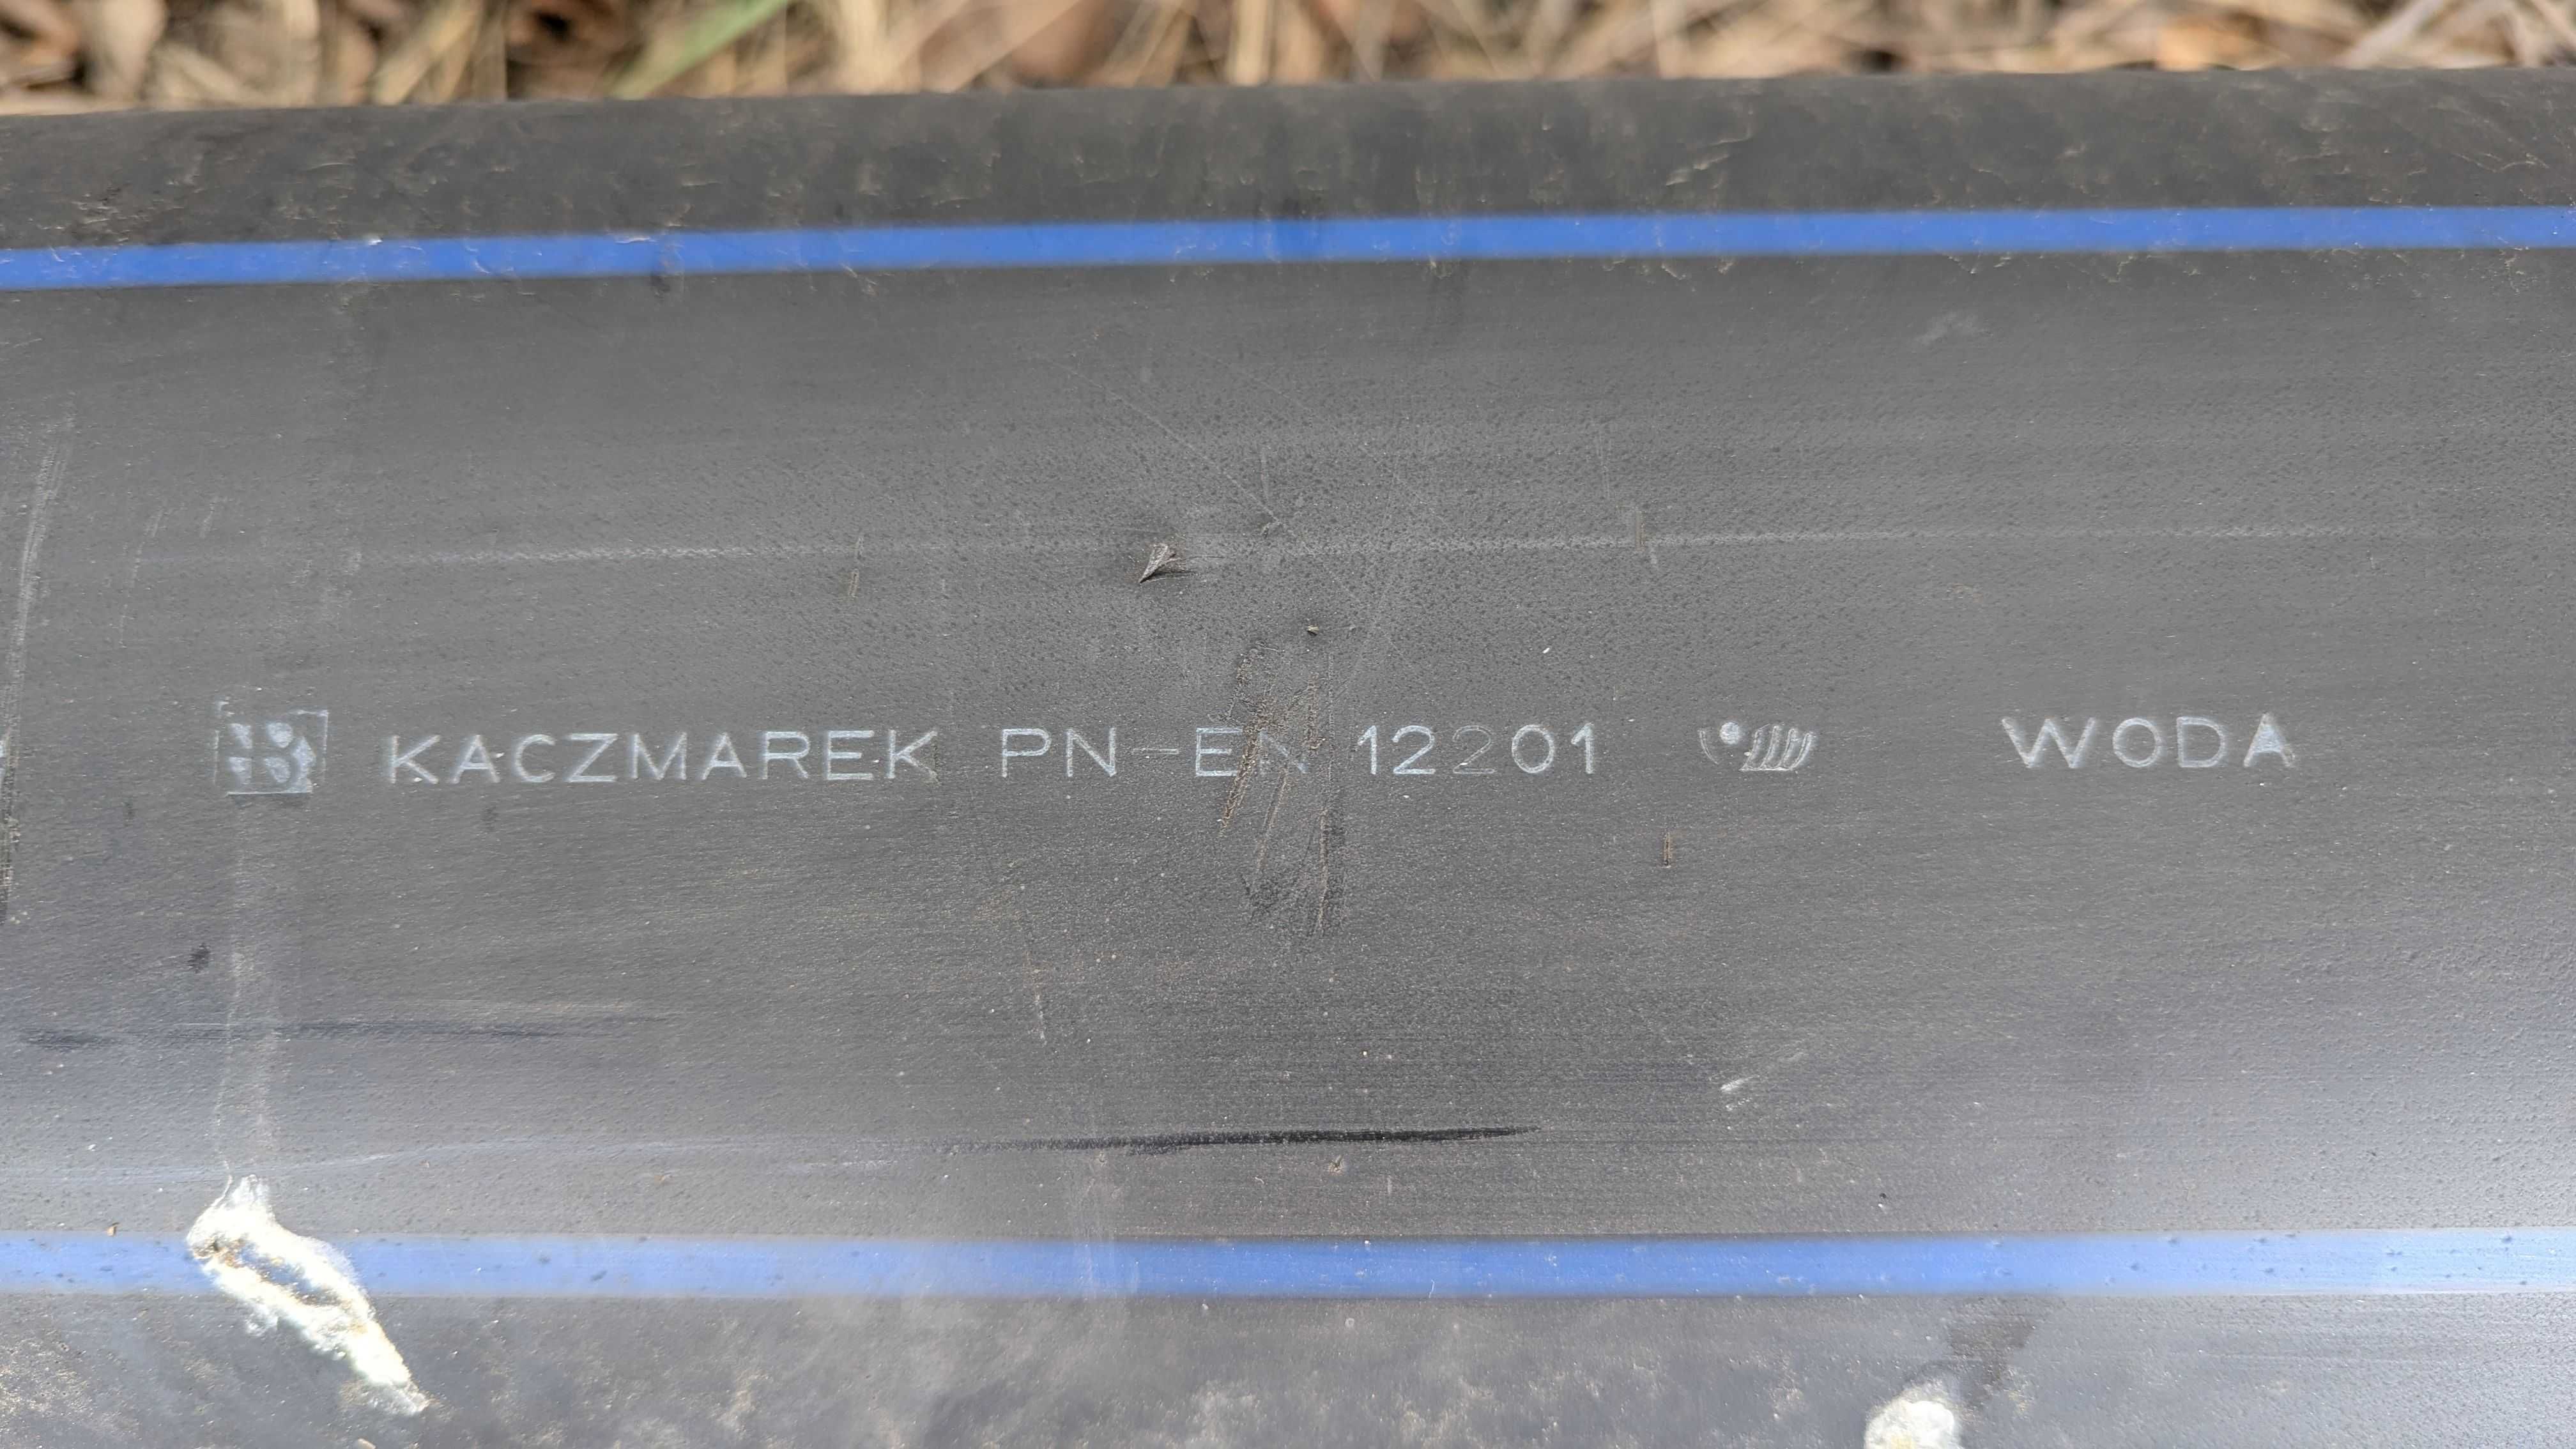 KACZMAREK PN-EN 12201 WODA